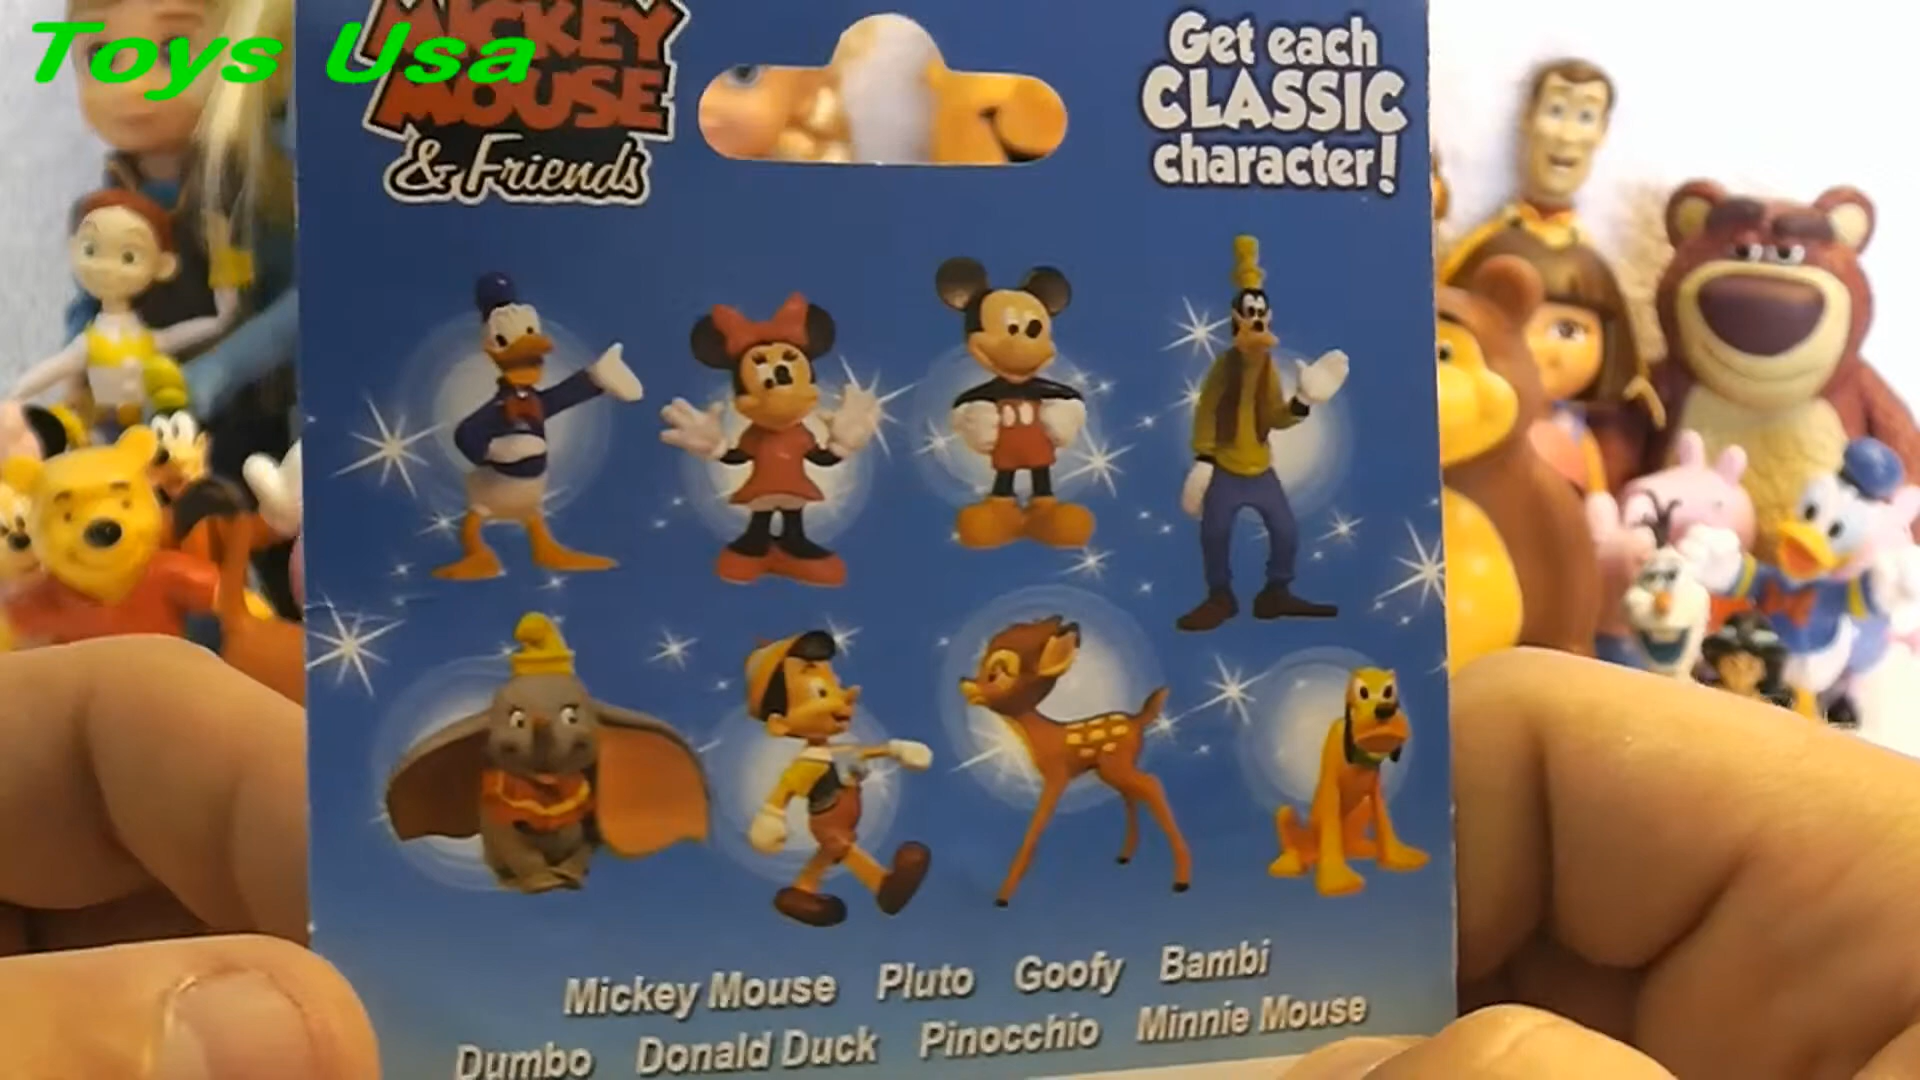 Toys Usa
MICKEY
MOUSE
& Friends
Get each
CLASSIC
character!
Mickey Mouse Pluto Goofy Bambi
Dumbo Donald Duck Pinocchio Minnie Mouse